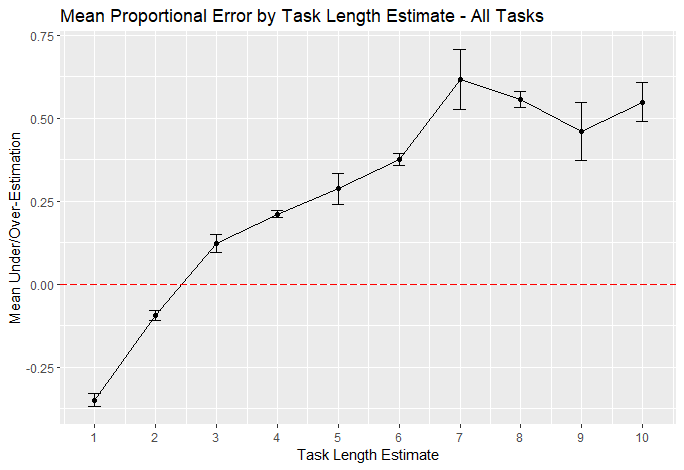 Mean Proportional Error by Task Length Estimate - All Tasks
Mean Under/Over-Estimation
0.75
0.50
0.25
0.00
-0.25
1 2 3 4 5 6 7 8 9 10
Task Length Estimate